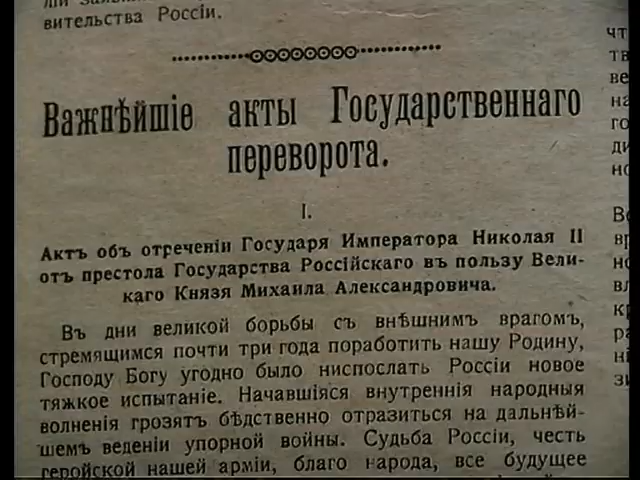 вительства Россіи.
Важнѣйшіе акты Государственнаго
переворота.
I.
Актъ объ отреченіи Государя Императора Николая II
отъ престола Государства Россійскаго въ пользу Вели-
каго Князя Михаила Александровича.
Въ дни великой борьбы съ внѣшнимъ врагомъ,
стремящимся почти три года поработить нашу Родину,
Господу Богу угодно было ниспослать Россіи новое
тяжкое испытаніе. Начавшіяся внутреннія народныя
волненія грозятъ бѣдственно отразиться на дальнѣй-
шемъ веденіи упорной войны. Судьба Россіи, честь
геройской нашей арміи, благо народа, все будущее